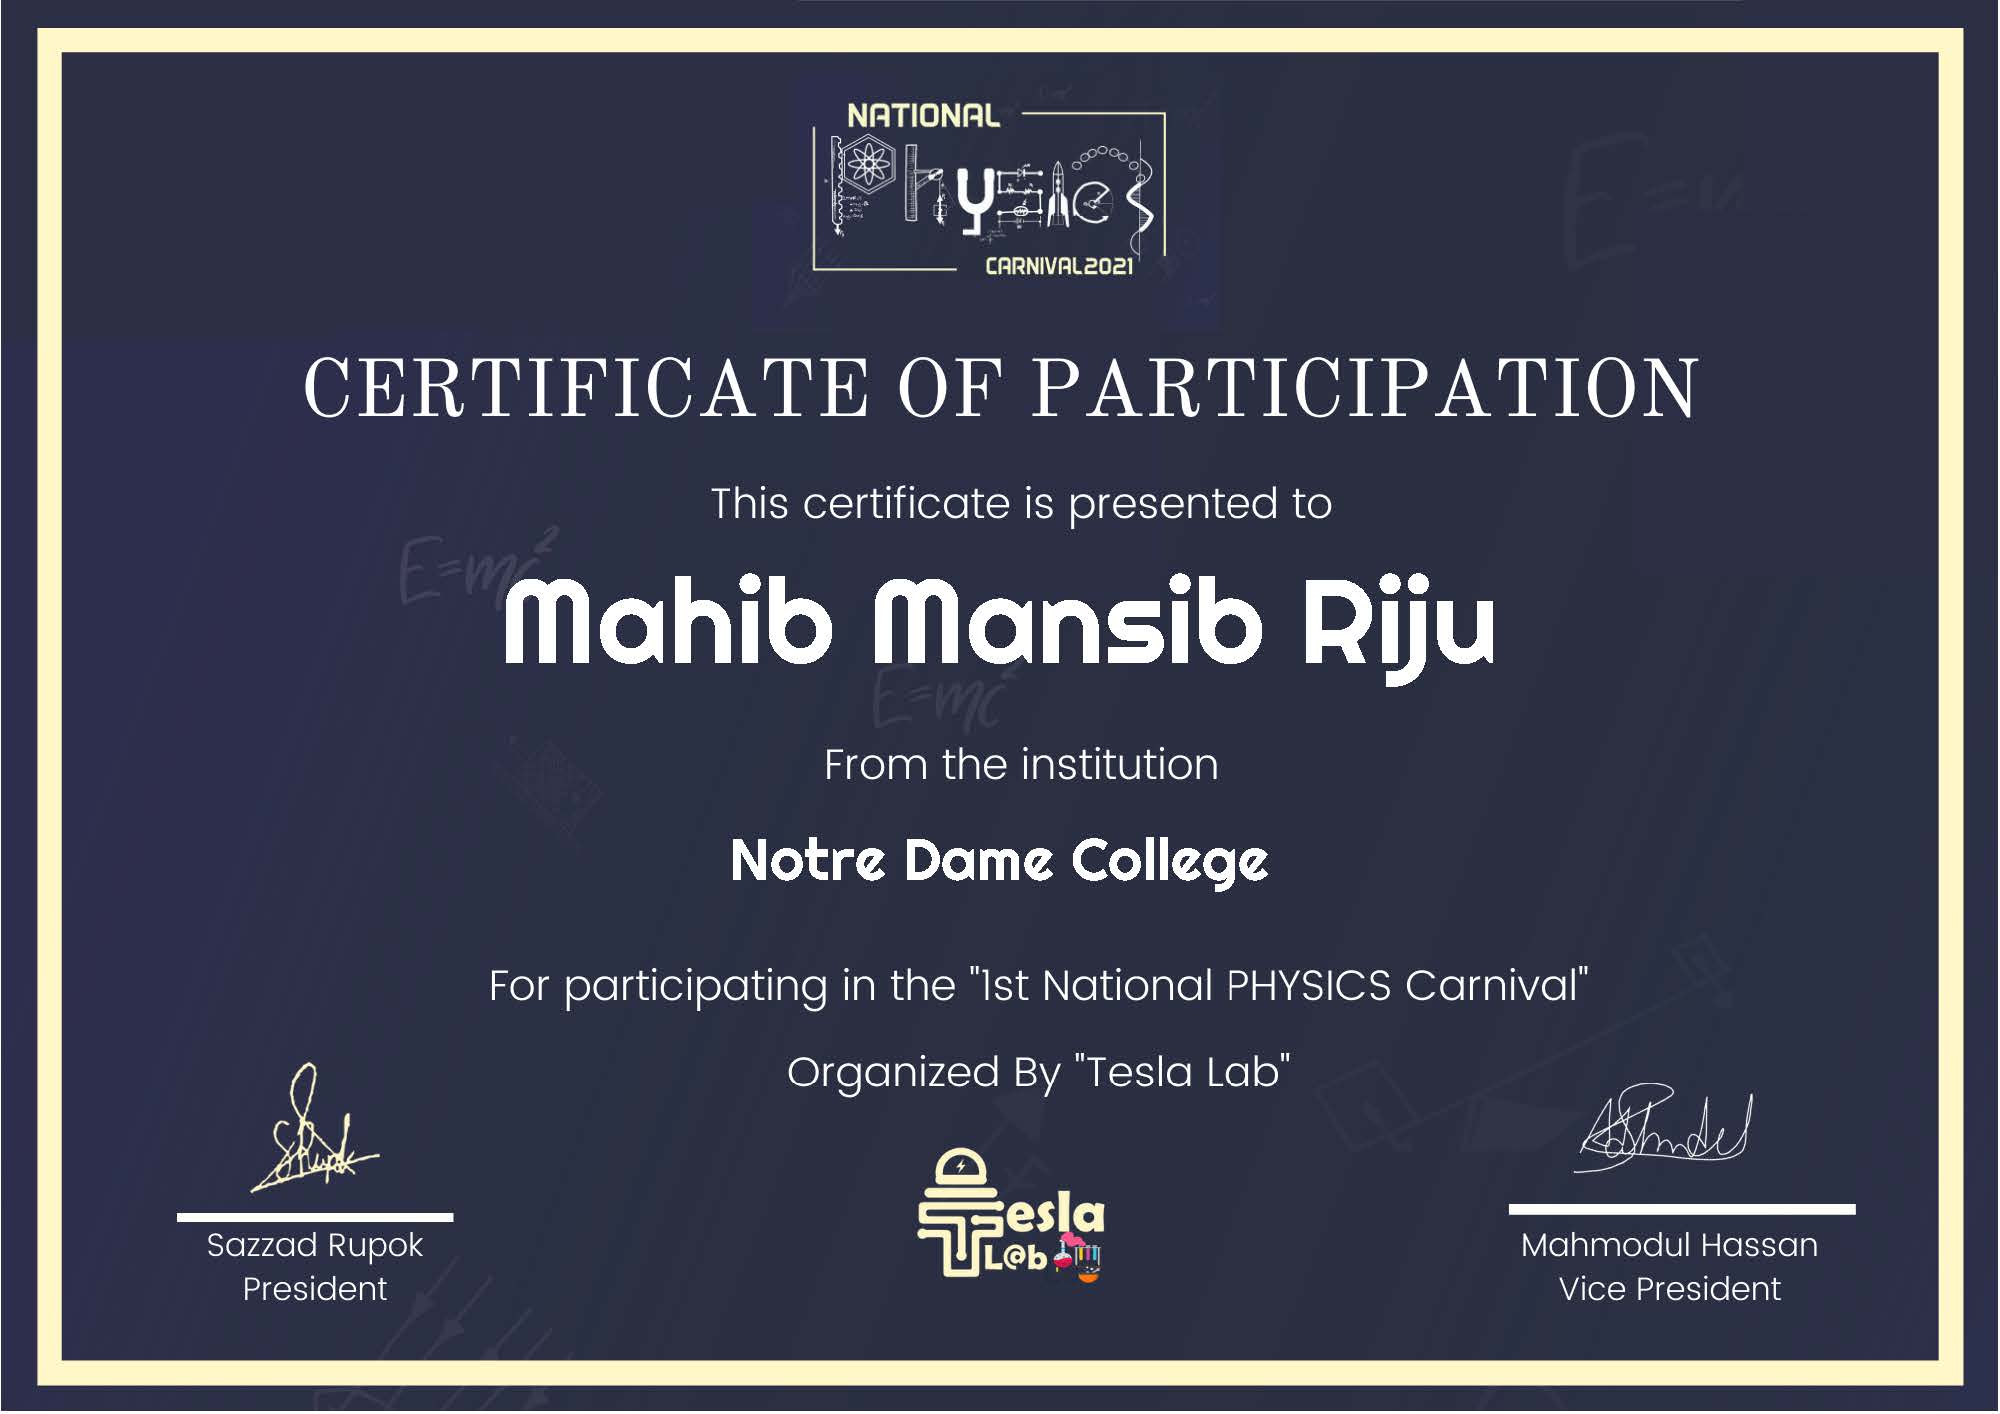 NATIONAL
PhYSICS
CARNIVAL2021
CERTIFICATE OF PARTICIPATION
This certificate is presented to
E=mc²
Mahib Mansib Riju
E=mc²
From the institution
Notre Dame College
For participating in the "1st National PHYSICS Carnival"
Organized By "Tesla Lab"
Tesla
L@b
Sazzad Rupok
President
Mahmodul Hassan
Vice President